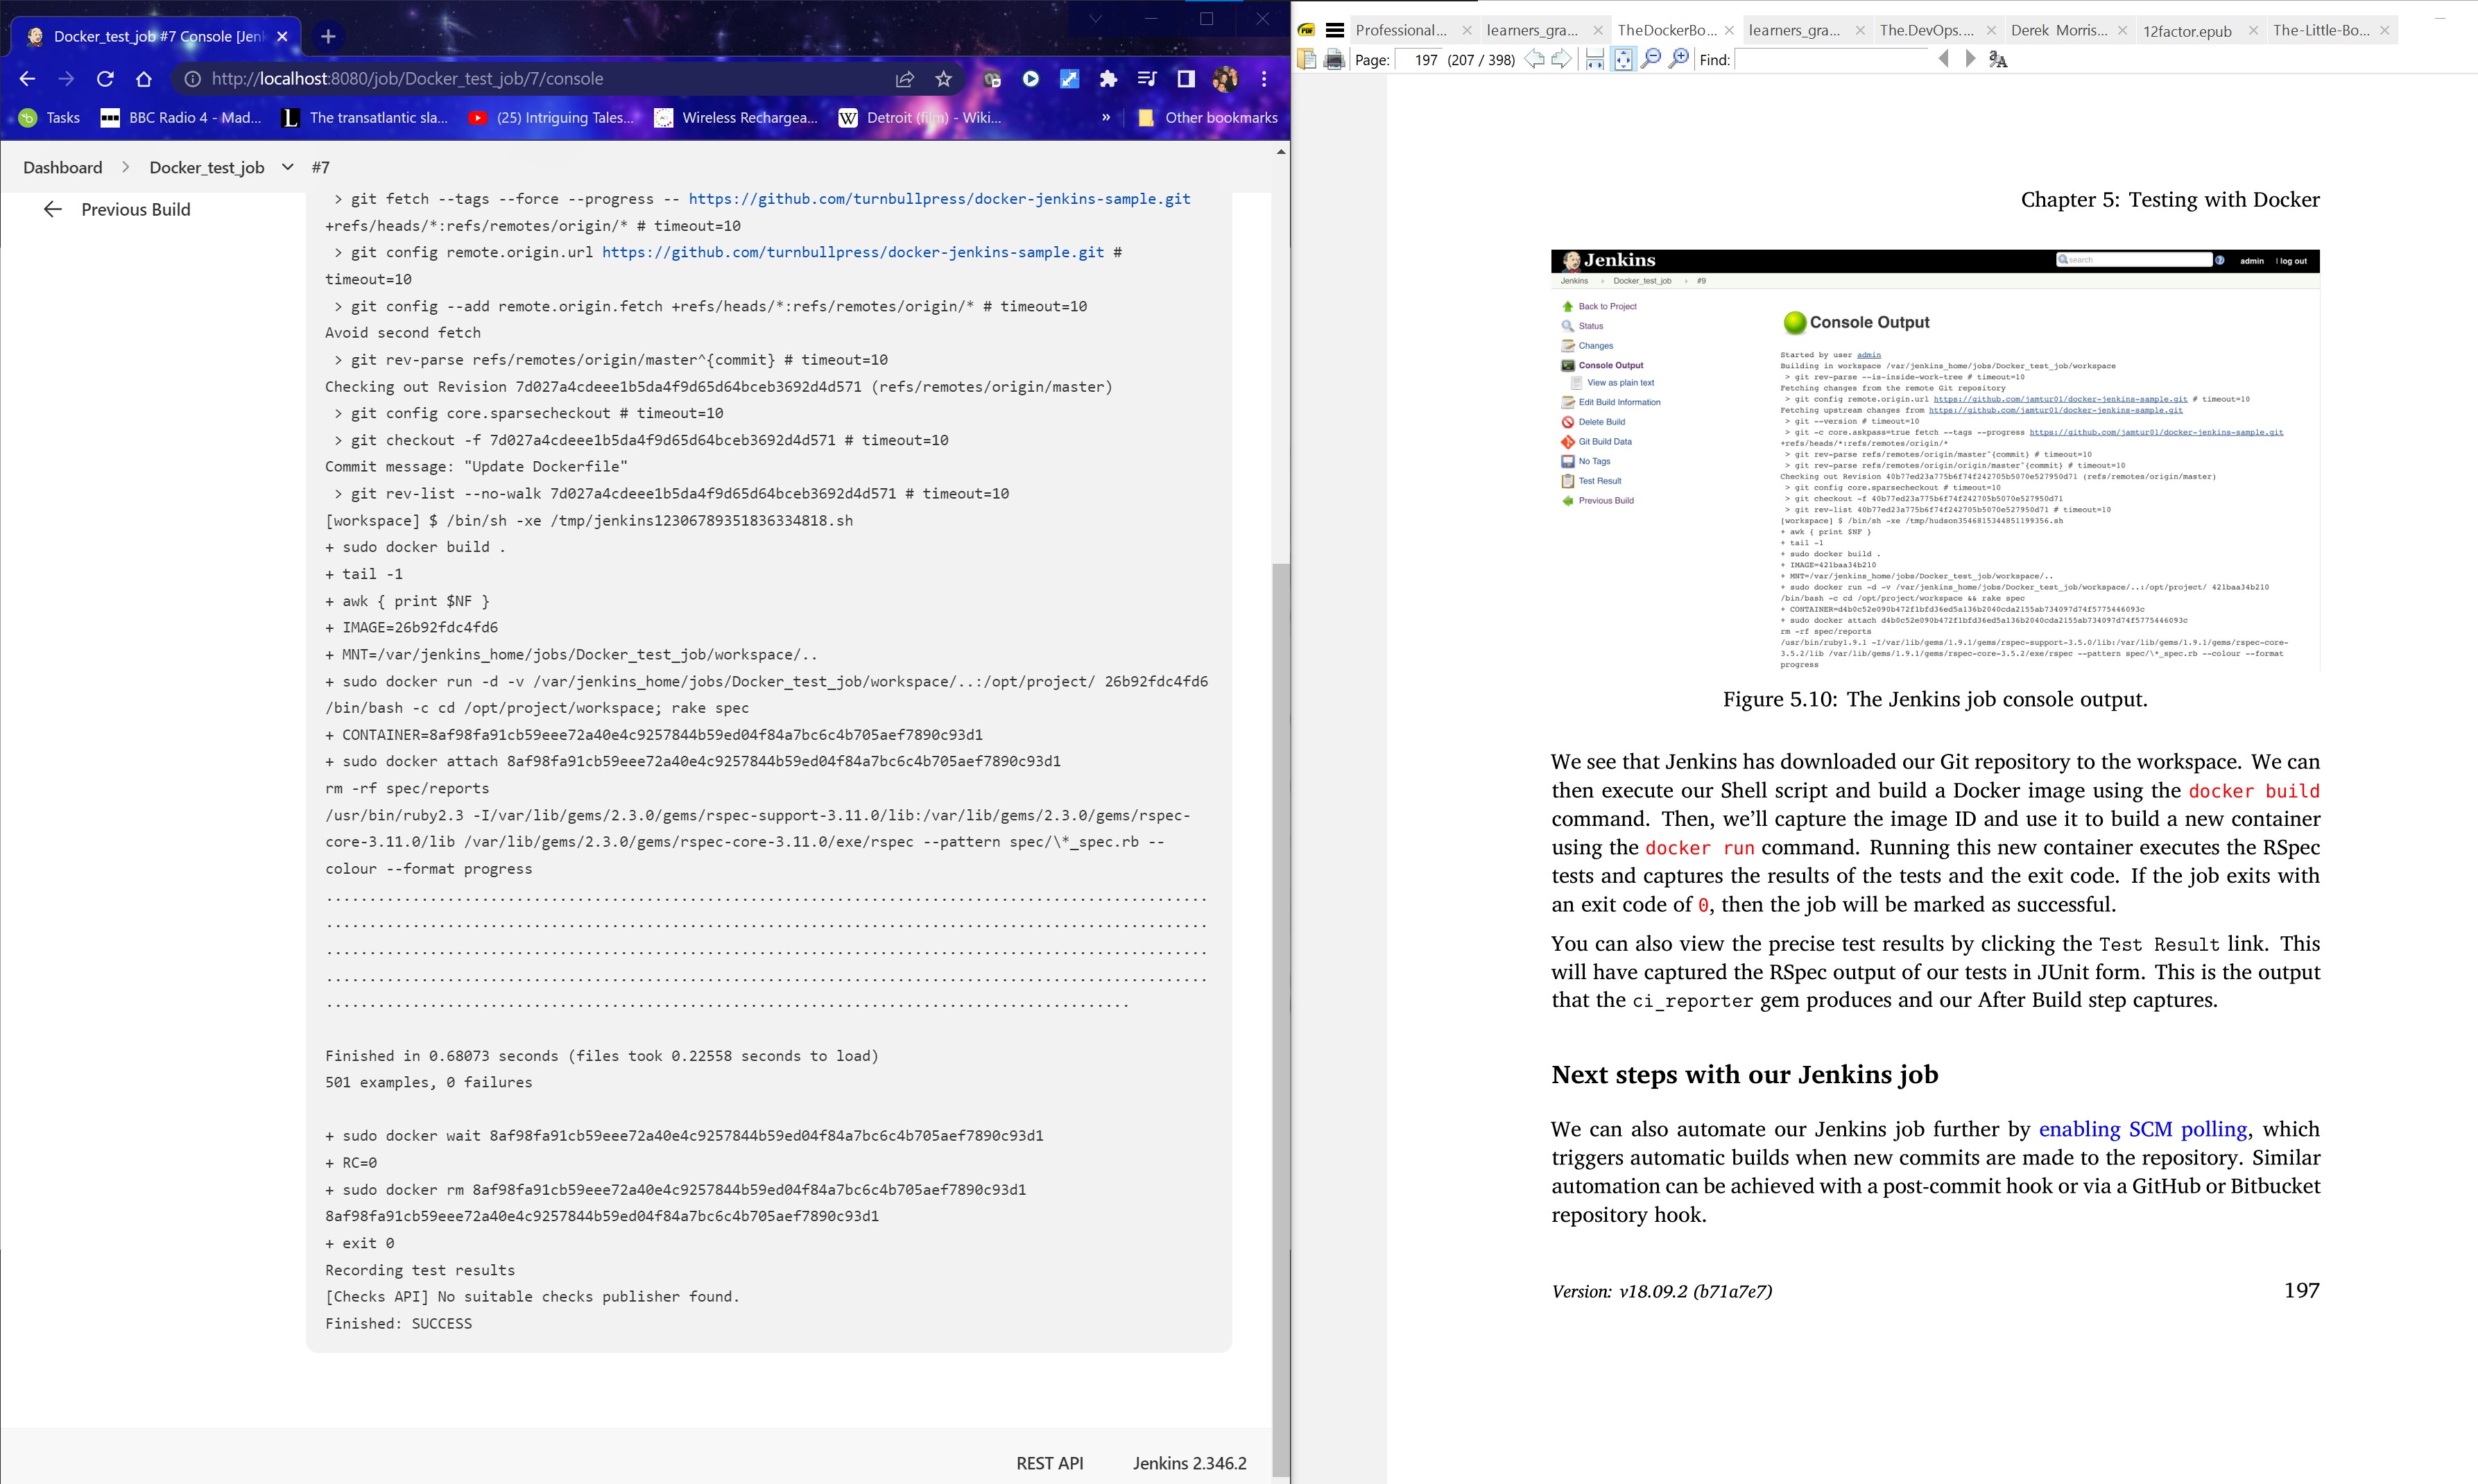 Docker_test_job #7 Console [Jen
http://localhost:8080/job/Docker_test_job/7/console
Tasks
BBC Radio 4 - Mad...
The transatlantic sla...
(25) Intriguing Tales...
Wireless Rechargea...
Detroit (film) - Wiki...
»
Other bookmarks
Dashboard
Docker_test_job
#7
Previous Build
> git fetch --tags --force --progress -- https://github.com/turnbullpress/docker-jenkins-sample.git
+refs/heads/*:refs/remotes/origin/* # timeout=10
> git config remote.origin.url https://github.com/turnbullpress/docker-jenkins-sample.git #
timeout=10
> git config --add remote.origin.fetch +refs/heads/*:refs/remotes/origin/* # timeout=10
Avoid second fetch
> git rev-parse refs/remotes/origin/master^{commit} # timeout=10
Checking out Revision 7d027a4cdeee1b5da4f9d65d64bceb3692d4d571 (refs/remotes/origin/master)
> git config core.sparsecheckout # timeout=10
> git checkout -f 7d027a4cdeee1b5da4f9d65d64bceb3692d4d571 # timeout=10
Commit message: "Update Dockerfile"
> git rev-list --no-walk 7d027a4cdeee1b5da4f9d65d64bceb3692d4d571 # timeout=10
[workspace] $ /bin/sh -xe /tmp/jenkins12306789351836334818.sh
+ sudo docker build .
+ tail -1
+ awk { print $NF }
+ IMAGE=26b92fdc4fd6
+ MNT=/var/jenkins_home/jobs/Docker_test_job/workspace/..
+ sudo docker run -d -v /var/jenkins_home/jobs/Docker_test_job/workspace/..:/opt/project/ 26b92fdc4fd6
/bin/bash -c cd /opt/project/workspace; rake spec
+ CONTAINER=8af98fa91cb59eee72a40e4c9257844b59ed04f84a7bc6c4b705aef7890c93d1
+ sudo docker attach 8af98fa91cb59eee72a40e4c9257844b59ed04f84a7bc6c4b705aef7890c93d1
rm -rf spec/reports
/usr/bin/ruby2.3 -I/var/lib/gems/2.3.0/gems/rspec-support-3.11.0/lib:/var/lib/gems/2.3.0/gems/rspec-
core-3.11.0/lib /var/lib/gems/2.3.0/gems/rspec-core-3.11.0/exe/rspec --pattern spec/\*_spec.rb --
colour --format progress
......................................................................................................
......................................................................................................
......................................................................................................
......................................................................................................
.............................................................................................
Finished in 0.68073 seconds (files took 0.22558 seconds to load)
501 examples, 0 failures
+ sudo docker wait 8af98fa91cb59eee72a40e4c9257844b59ed04f84a7bc6c4b705aef7890c93d1
+ RC=0
+ sudo docker rm 8af98fa91cb59eee72a40e4c9257844b59ed04f84a7bc6c4b705aef7890c93d1
8af98fa91cb59eee72a40e4c9257844b59ed04f84a7bc6c4b705aef7890c93d1
+ exit 0
Recording test results
[Checks API] No suitable checks publisher found.
Finished: SUCCESS
REST API
Jenkins 2.346.2
Professional...
learners_gra...
TheDockerBo...
learners_gra...
The.DevOps....
Derek Morris...
12factor.epub
The-Little-Bo...
Page: 197 (207 / 398)
Find:
Chapter 5: Testing with Docker
Jenkins
search
admin
| log out
Jenkins
Docker_test_job
#9
Back to Project
Status
Changes
Console Output
View as plain text
Edit Build Information
Delete Build
Git Build Data
No Tags
Test Result
Previous Build
Console Output
Started by user admin
Building in workspace /var/jenkins_home/jobs/Docker_test_job/workspace
> git rev-parse --is-inside-work-tree # timeout=10
Fetching changes from the remote Git repository
> git config remote.origin.url https://github.com/jamtur01/docker-jenkins-sample.git # timeout=10
Fetching upstream changes from https://github.com/jamtur01/docker-jenkins-sample.git
> git --version # timeout=10
> git -c core.askpass=true fetch --tags --progress https://github.com/jamtur01/docker-jenkins-sample.git
+refs/heads/*:refs/remotes/origin/*
> git rev-parse refs/remotes/origin/master^{commit} # timeout=10
> git rev-parse refs/remotes/origin/origin/master^{commit} # timeout=10
Checking out Revision 40b77ed23a775b6f74f242705b5070e527950d71 (refs/remotes/origin/master)
> git config core.sparsecheckout # timeout=10
> git checkout -f 40b77ed23a775b6f74f242705b5070e527950d71
> git rev-list 40b77ed23a775b6f74f242705b5070e527950d71 # timeout=10
[workspace] $ /bin/sh -xe /tmp/hudson3546815344851199356.sh
+ awk { print $NF }
+ tail -1
+ sudo docker build .
+ IMAGE=421baa34b210
+ MNT=/var/jenkins_home/jobs/Docker_test_job/workspace/..
+ sudo docker run -d -v /var/jenkins_home/jobs/Docker_test_job/workspace/..:/opt/project/ 421baa34b210
/bin/bash -c cd /opt/project/workspace && rake spec
+ CONTAINER=d4b0c52e090b472f1bfd36ed5a136b2040cda2155ab734097d74f5775446093c
+ sudo docker attach d4b0c52e090b472f1bfd36ed5a136b2040cda2155ab734097d74f5775446093c
rm -rf spec/reports
/usr/bin/ruby1.9.1 -I/var/lib/gems/1.9.1/gems/rspec-support-3.5.0/lib:/var/lib/gems/1.9.1/gems/rspec-core-
3.5.2/lib /var/lib/gems/1.9.1/gems/rspec-core-3.5.2/exe/rspec --pattern spec/\*_spec.rb --colour --format
progress
Figure 5.10: The Jenkins job console output.
We see that Jenkins has downloaded our Git repository to the workspace. We can
then execute our Shell script and build a Docker image using the docker build
command. Then, we’ll capture the image ID and use it to build a new container
using the docker run command. Running this new container executes the RSpec
tests and captures the results of the tests and the exit code. If the job exits with
an exit code of 0, then the job will be marked as successful.
You can also view the precise test results by clicking the Test Result link. This
will have captured the RSpec output of our tests in JUnit form. This is the output
that the ci_reporter gem produces and our After Build step captures.
Next steps with our Jenkins job
We can also automate our Jenkins job further by enabling SCM polling, which
triggers automatic builds when new commits are made to the repository. Similar
automation can be achieved with a post-commit hook or via a GitHub or Bitbucket
repository hook.
Version: v18.09.2 (b71a7e7)
197